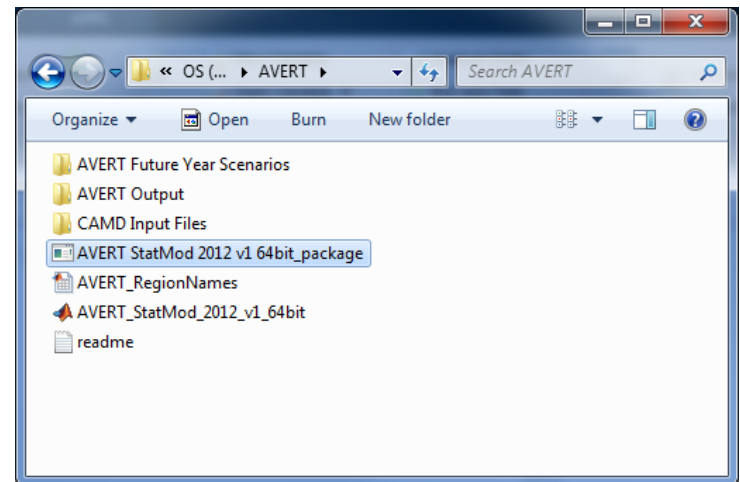 « OS (... ▸ AVERT ▸
Search AVERT
Organize ▼ Open Burn New folder
AVERT Future Year Scenarios
AVERT Output
CAMD Input Files
AVERT StatMod 2012 v1 64bit_package
AVERT_RegionNames
AVERT_StatMod_2012_v1_64bit
readme